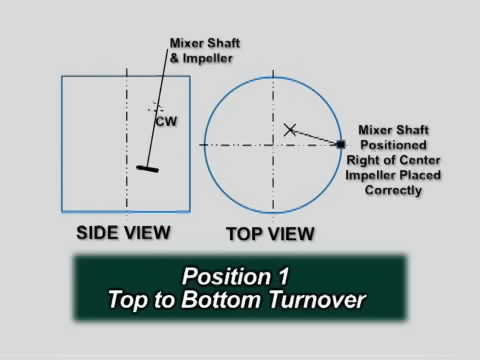 Mixer Shaft
& Impeller
CW
Mixer Shaft
Positioned
Right of Center
Impeller Placed
Correctly
SIDE VIEW
TOP VIEW
Position 1
Top to Bottom Turnover